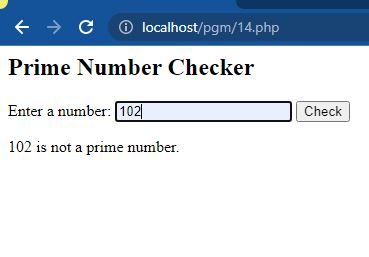 localhost/pgm/14.php
Prime Number Checker
Enter a number: 102 Check
102 is not a prime number.